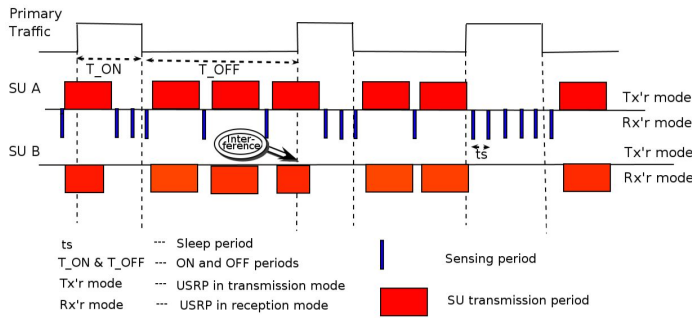 Primary
Traffic
T_ON
T_OFF
SU A
Tx'r mode
Rx'r mode
SU B
Inter-
ference
ts
Tx'r mode
Rx'r mode
ts --- Sleep period
T_ON & T_OFF --- ON and OFF periods
Tx'r mode --- USRP in transmission mode
Rx'r mode --- USRP in reception mode
Sensing period
SU transmission period